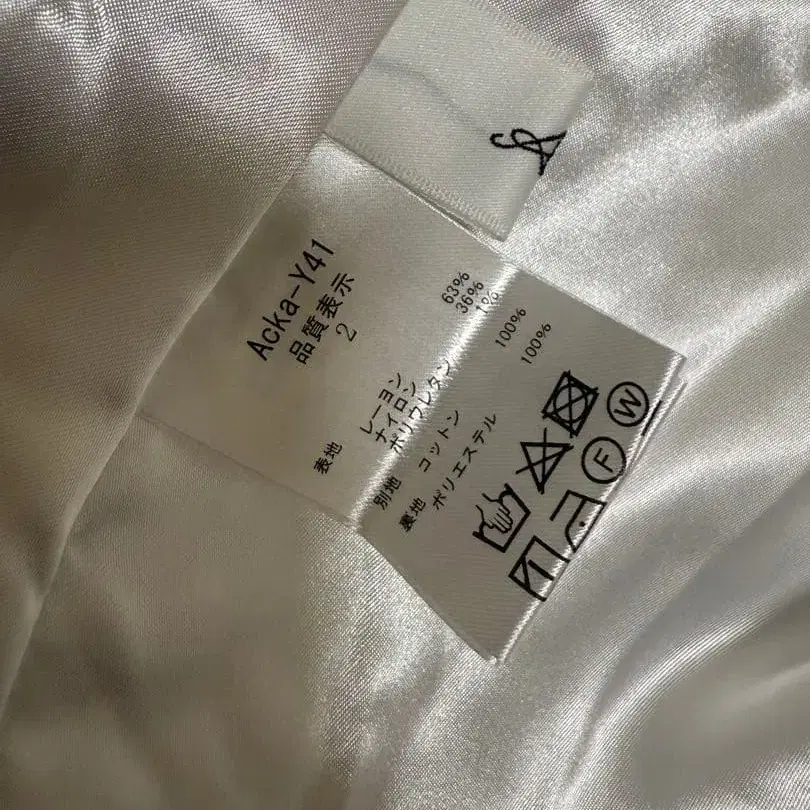 Acka-Y41
品質表示
2
表地 レーヨン 63%
ナイロン 36%
ポリウレタン 1%
別地 コットン 100%
裏地 ポリエステル 100%
W
F